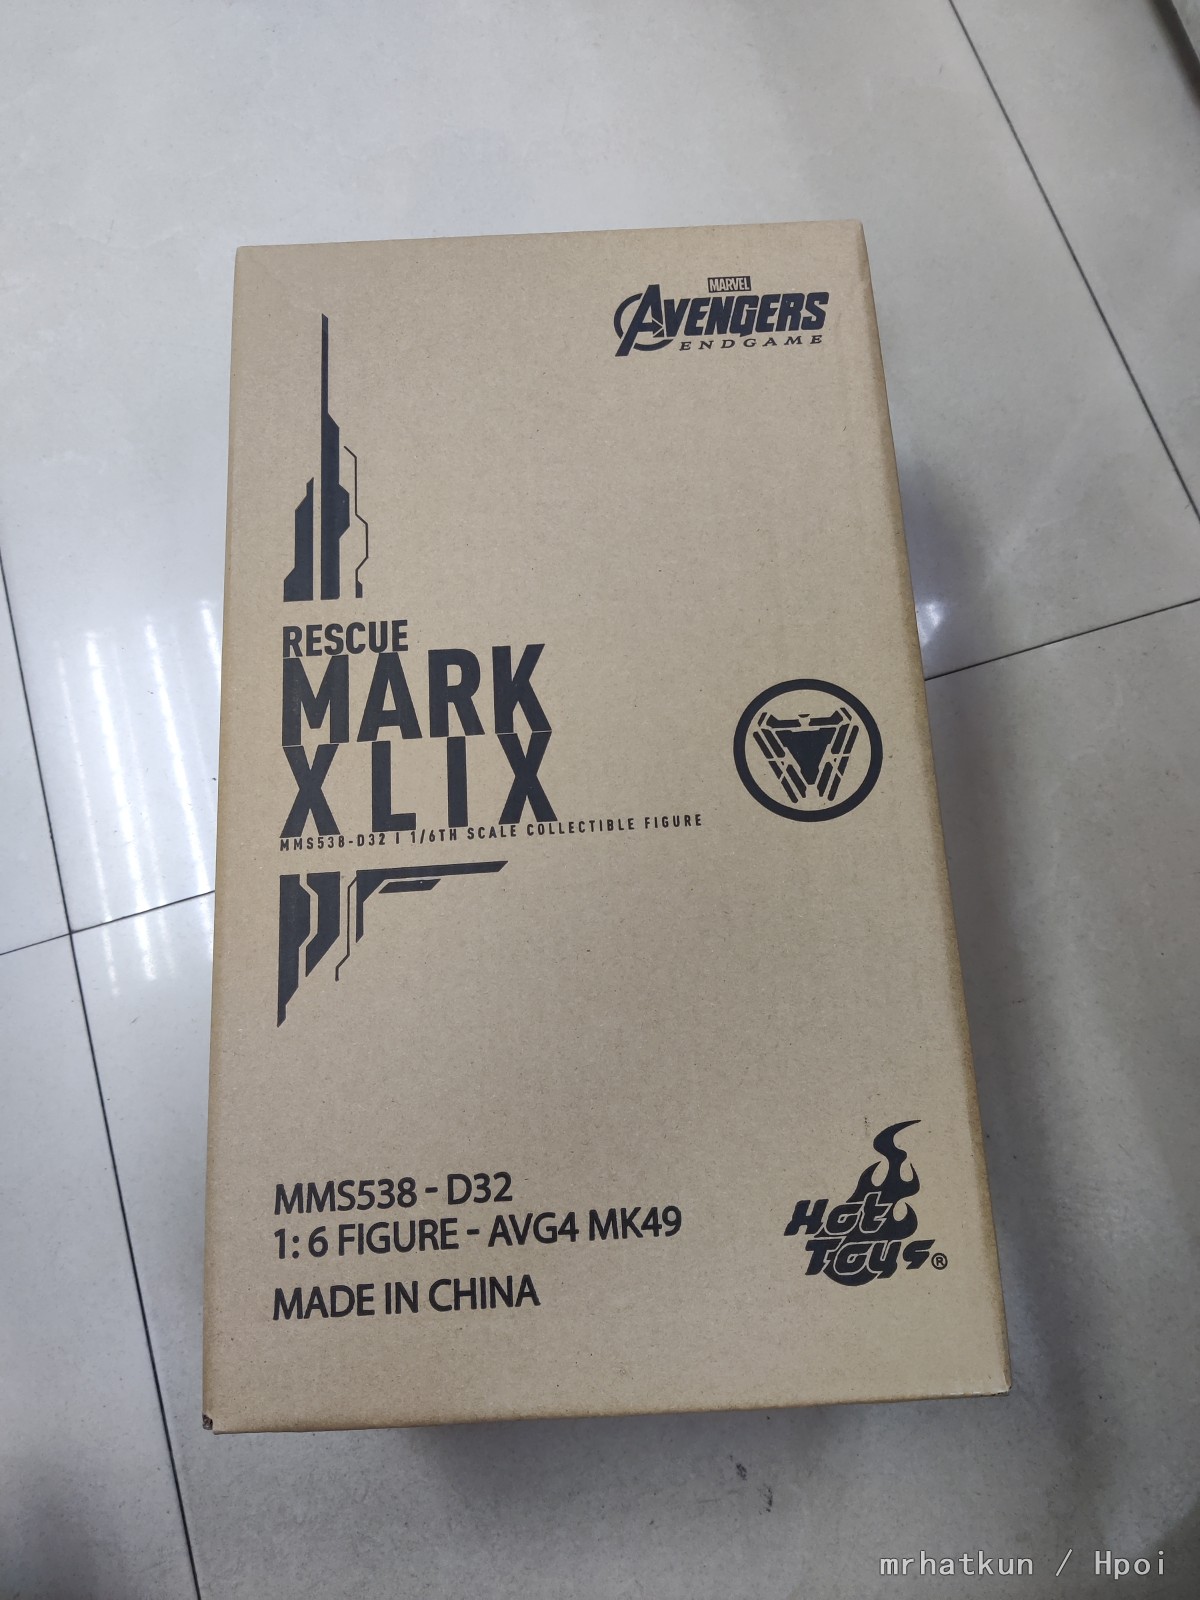 MARVEL
AVENGERS
ENDGAME
RESCUE
MARK
XLIX
MMS538-D32 | 1/6TH SCALE COLLECTIBLE FIGURE
MMS538 - D32
1: 6 FIGURE - AVG4 MK49
MADE IN CHINA
Hot
Toys®
mrhatkun / Hpoi